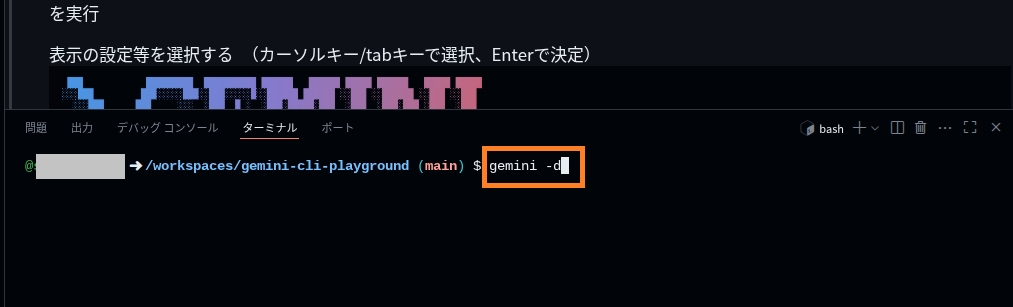 を実行
表示の設定等を選択する （カーソルキー/tabキーで選択、Enterで決定）
問題 出力 デバッグ コンソール ターミナル ポート bash
@ ➜/workspaces/gemini-cli-playground (main) $ gemini -d